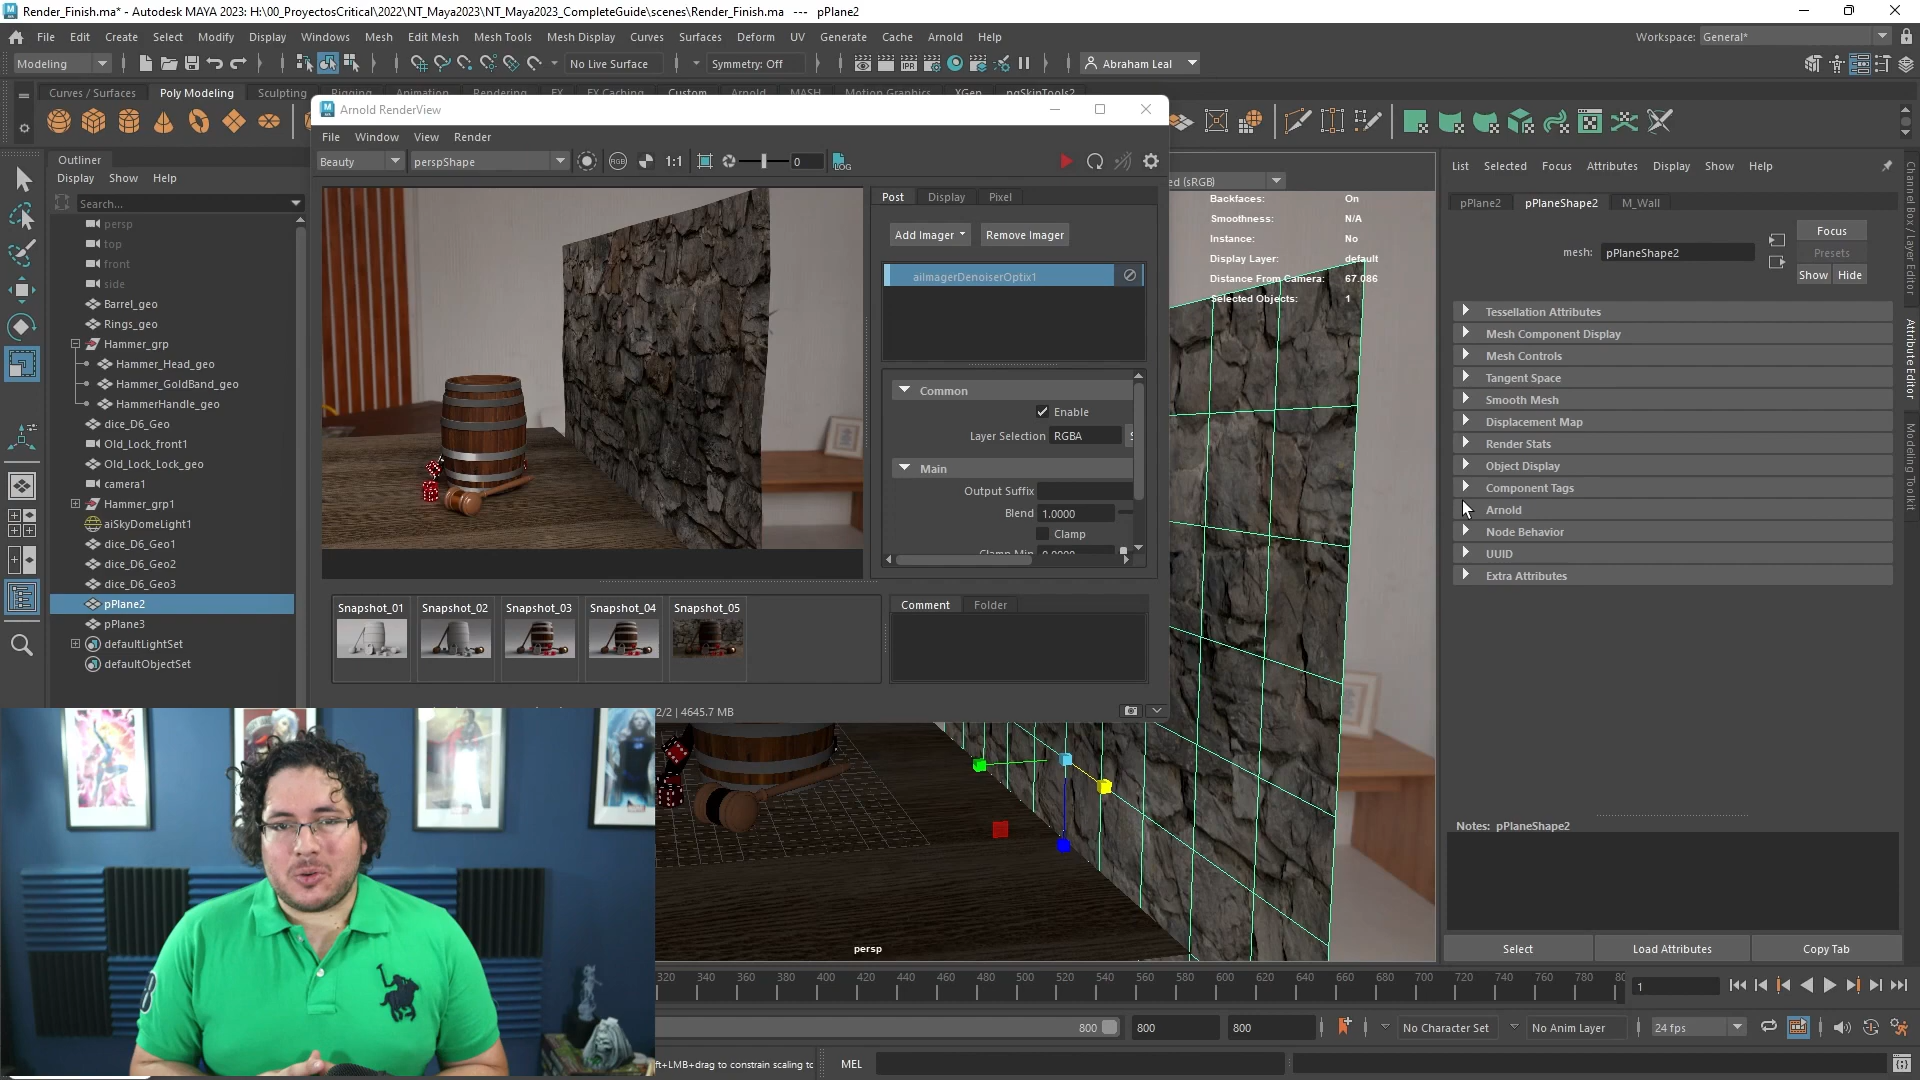 Render_Finish.ma* - Autodesk MAYA 2023: H:\00_ProyectosCritical\2022\NT_Maya2023\NT_Maya2023_CompleteGuide\scenes\Render_Finish.ma --- pPlane2
File Edit Create Select Modify Display Windows Mesh Edit Mesh Mesh Tools Mesh Display Curves Surfaces Deform UV Generate Cache Arnold Help
Workspace: General*
Modeling
No Live Surface
Symmetry: Off
Abraham Leal
Curves / Surfaces Poly Modeling Sculpting Rigging Animation Rendering FX FX Caching Custom Arnold MASH Motion Graphics XGen ngSkinTools2
Outliner
Display Show Help
Search...
persp
top
front
side
Barrel_geo
Rings_geo
Hammer_grp
Hammer_Head_geo
Hammer_GoldBand_geo
HammerHandle_geo
dice_D6_Geo
Old_Lock_front1
Old_Lock_Lock_geo
camera1
Hammer_grp1
aiSkyDomeLight1
dice_D6_Geo1
dice_D6_Geo2
dice_D6_Geo3
pPlane2
pPlane3
defaultLightSet
defaultObjectSet
Arnold RenderView
File Window View Render
Beauty perspShape 1:1 0
RGB
LOG
Post Display Pixel
Add Imager Remove Imager
aiImagerDenoiserOptix1
Common
Enable
Layer Selection RGBA S
Main
Output Suffix
Blend 1.0000
Clamp
Clamp Min 0.0000
Snapshot_01 Snapshot_02 Snapshot_03 Snapshot_04 Snapshot_05
Comment Folder
2/2 | 4645.7 MB
ed (sRGB)
Backfaces: On
Smoothness: N/A
Instance: No
Display Layer: default
Distance From Camera: 67.086
Selected Objects: 1
persp
List Selected Focus Attributes Display Show Help
pPlane2 pPlaneShape2 M_Wall
mesh: pPlaneShape2
Focus
Presets
Show Hide
Tessellation Attributes
Mesh Component Display
Mesh Controls
Tangent Space
Smooth Mesh
Displacement Map
Render Stats
Object Display
Component Tags
Arnold
Node Behavior
UUID
Extra Attributes
Notes: pPlaneShape2
Select Load Attributes Copy Tab
Channel Box / Layer Editor
Attribute Editor
Modeling Toolkit
320 340 360 380 400 420 440 460 480 500 520 540 560 580 600 620 640 660 680 700 720 740 760 780 80
1
800 800 800
No Character Set
No Anim Layer
24 fps
ft+LMB+drag to constrain scaling to
MEL